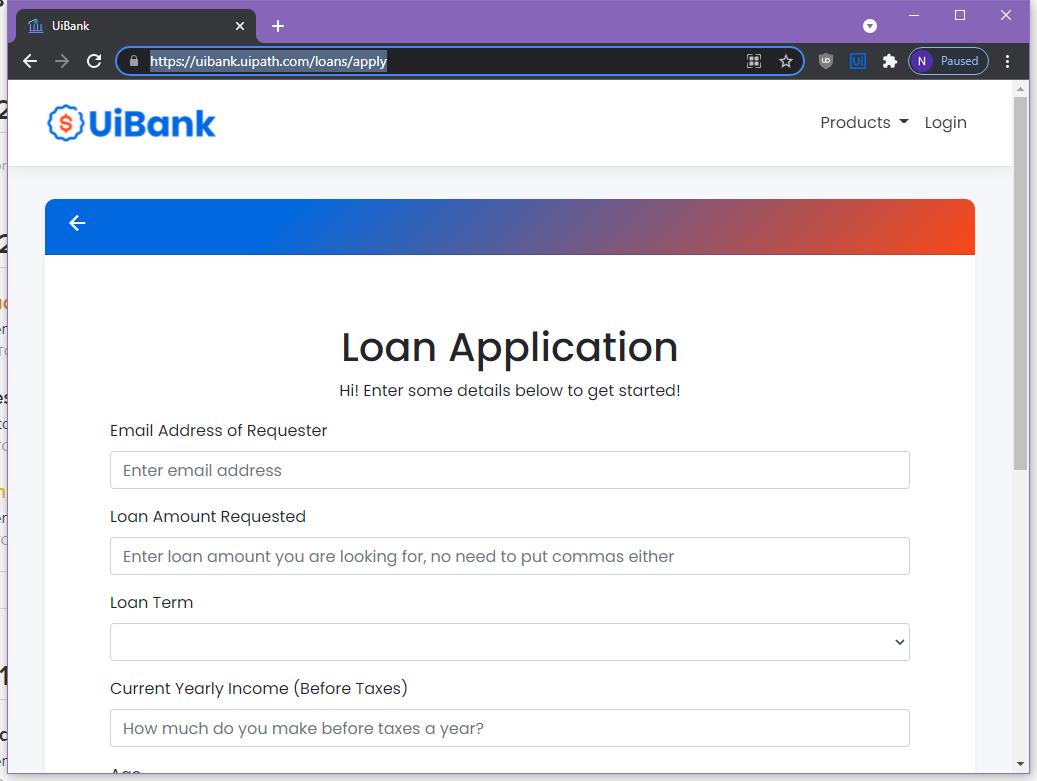 UiBank
https://uibank.uipath.com/loans/apply
UO
Ui
N
Paused
$ UiBank
Products
Login
Loan Application
Hi! Enter some details below to get started!
Email Address of Requester
Enter email address
Loan Amount Requested
Enter loan amount you are looking for, no need to put commas either
Loan Term
Current Yearly Income (Before Taxes)
How much do you make before taxes a year?
Age